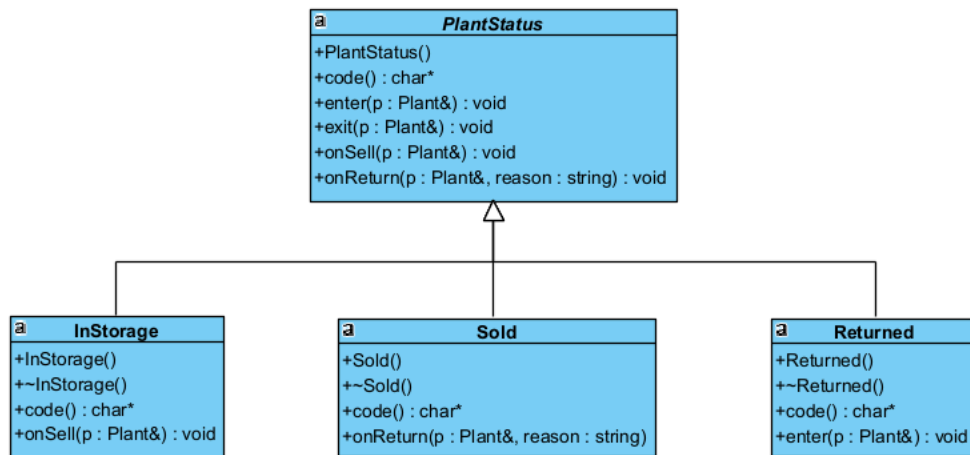 a
PlantStatus
+PlantStatus()
+code() : char*
+enter(p : Plant&) : void
+exit(p : Plant&) : void
+onSell(p : Plant&) : void
+onReturn(p : Plant&, reason : string) : void
a
InStorage
+InStorage()
+~InStorage()
+code() : char*
+onSell(p : Plant&) : void
a
Sold
+Sold()
+~Sold()
+code() : char*
+onReturn(p : Plant&, reason : string)
a
Returned
+Returned()
+~Returned()
+code() : char*
+enter(p : Plant&) : void